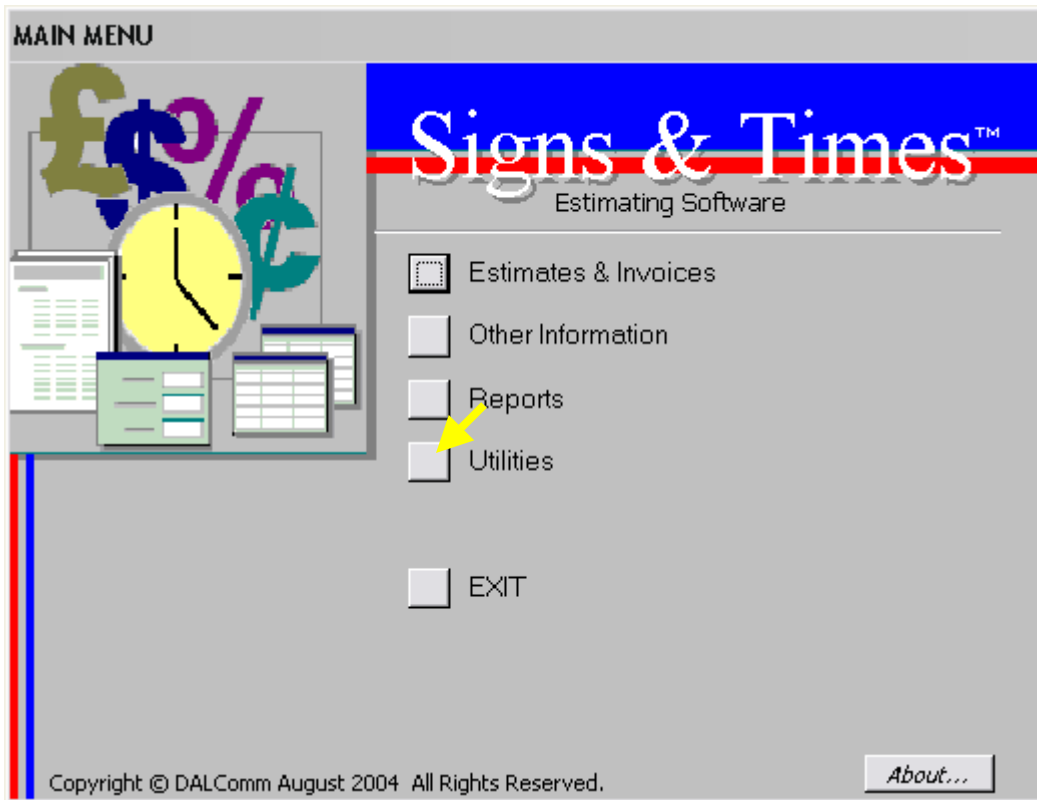 MAIN MENU
Signs & Times™
Estimating Software
Estimates & Invoices
Other Information
Reports
Utilities
EXIT
About...
Copyright © DALComm August 2004 All Rights Reserved.